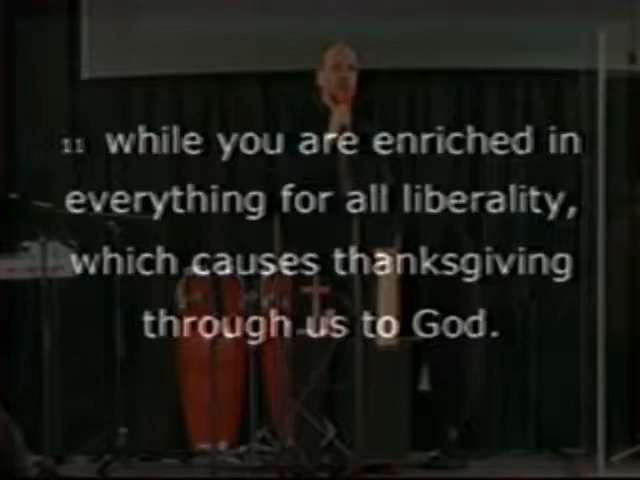 11 while you are enriched in
everything for all liberality,
which causes thanksgiving
through us to God.